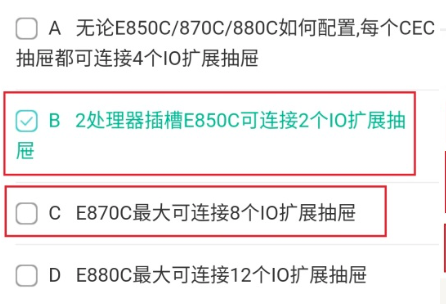 A 无论E850C/870C/880C如何配置,每个CEC
抽屉都可连接4个IO扩展抽屉
B 2处理器插槽E850C可连接2个IO扩展抽
屉
C E870C最大可连接8个IO扩展抽屉
D E880C最大可连接12个IO扩展抽屉